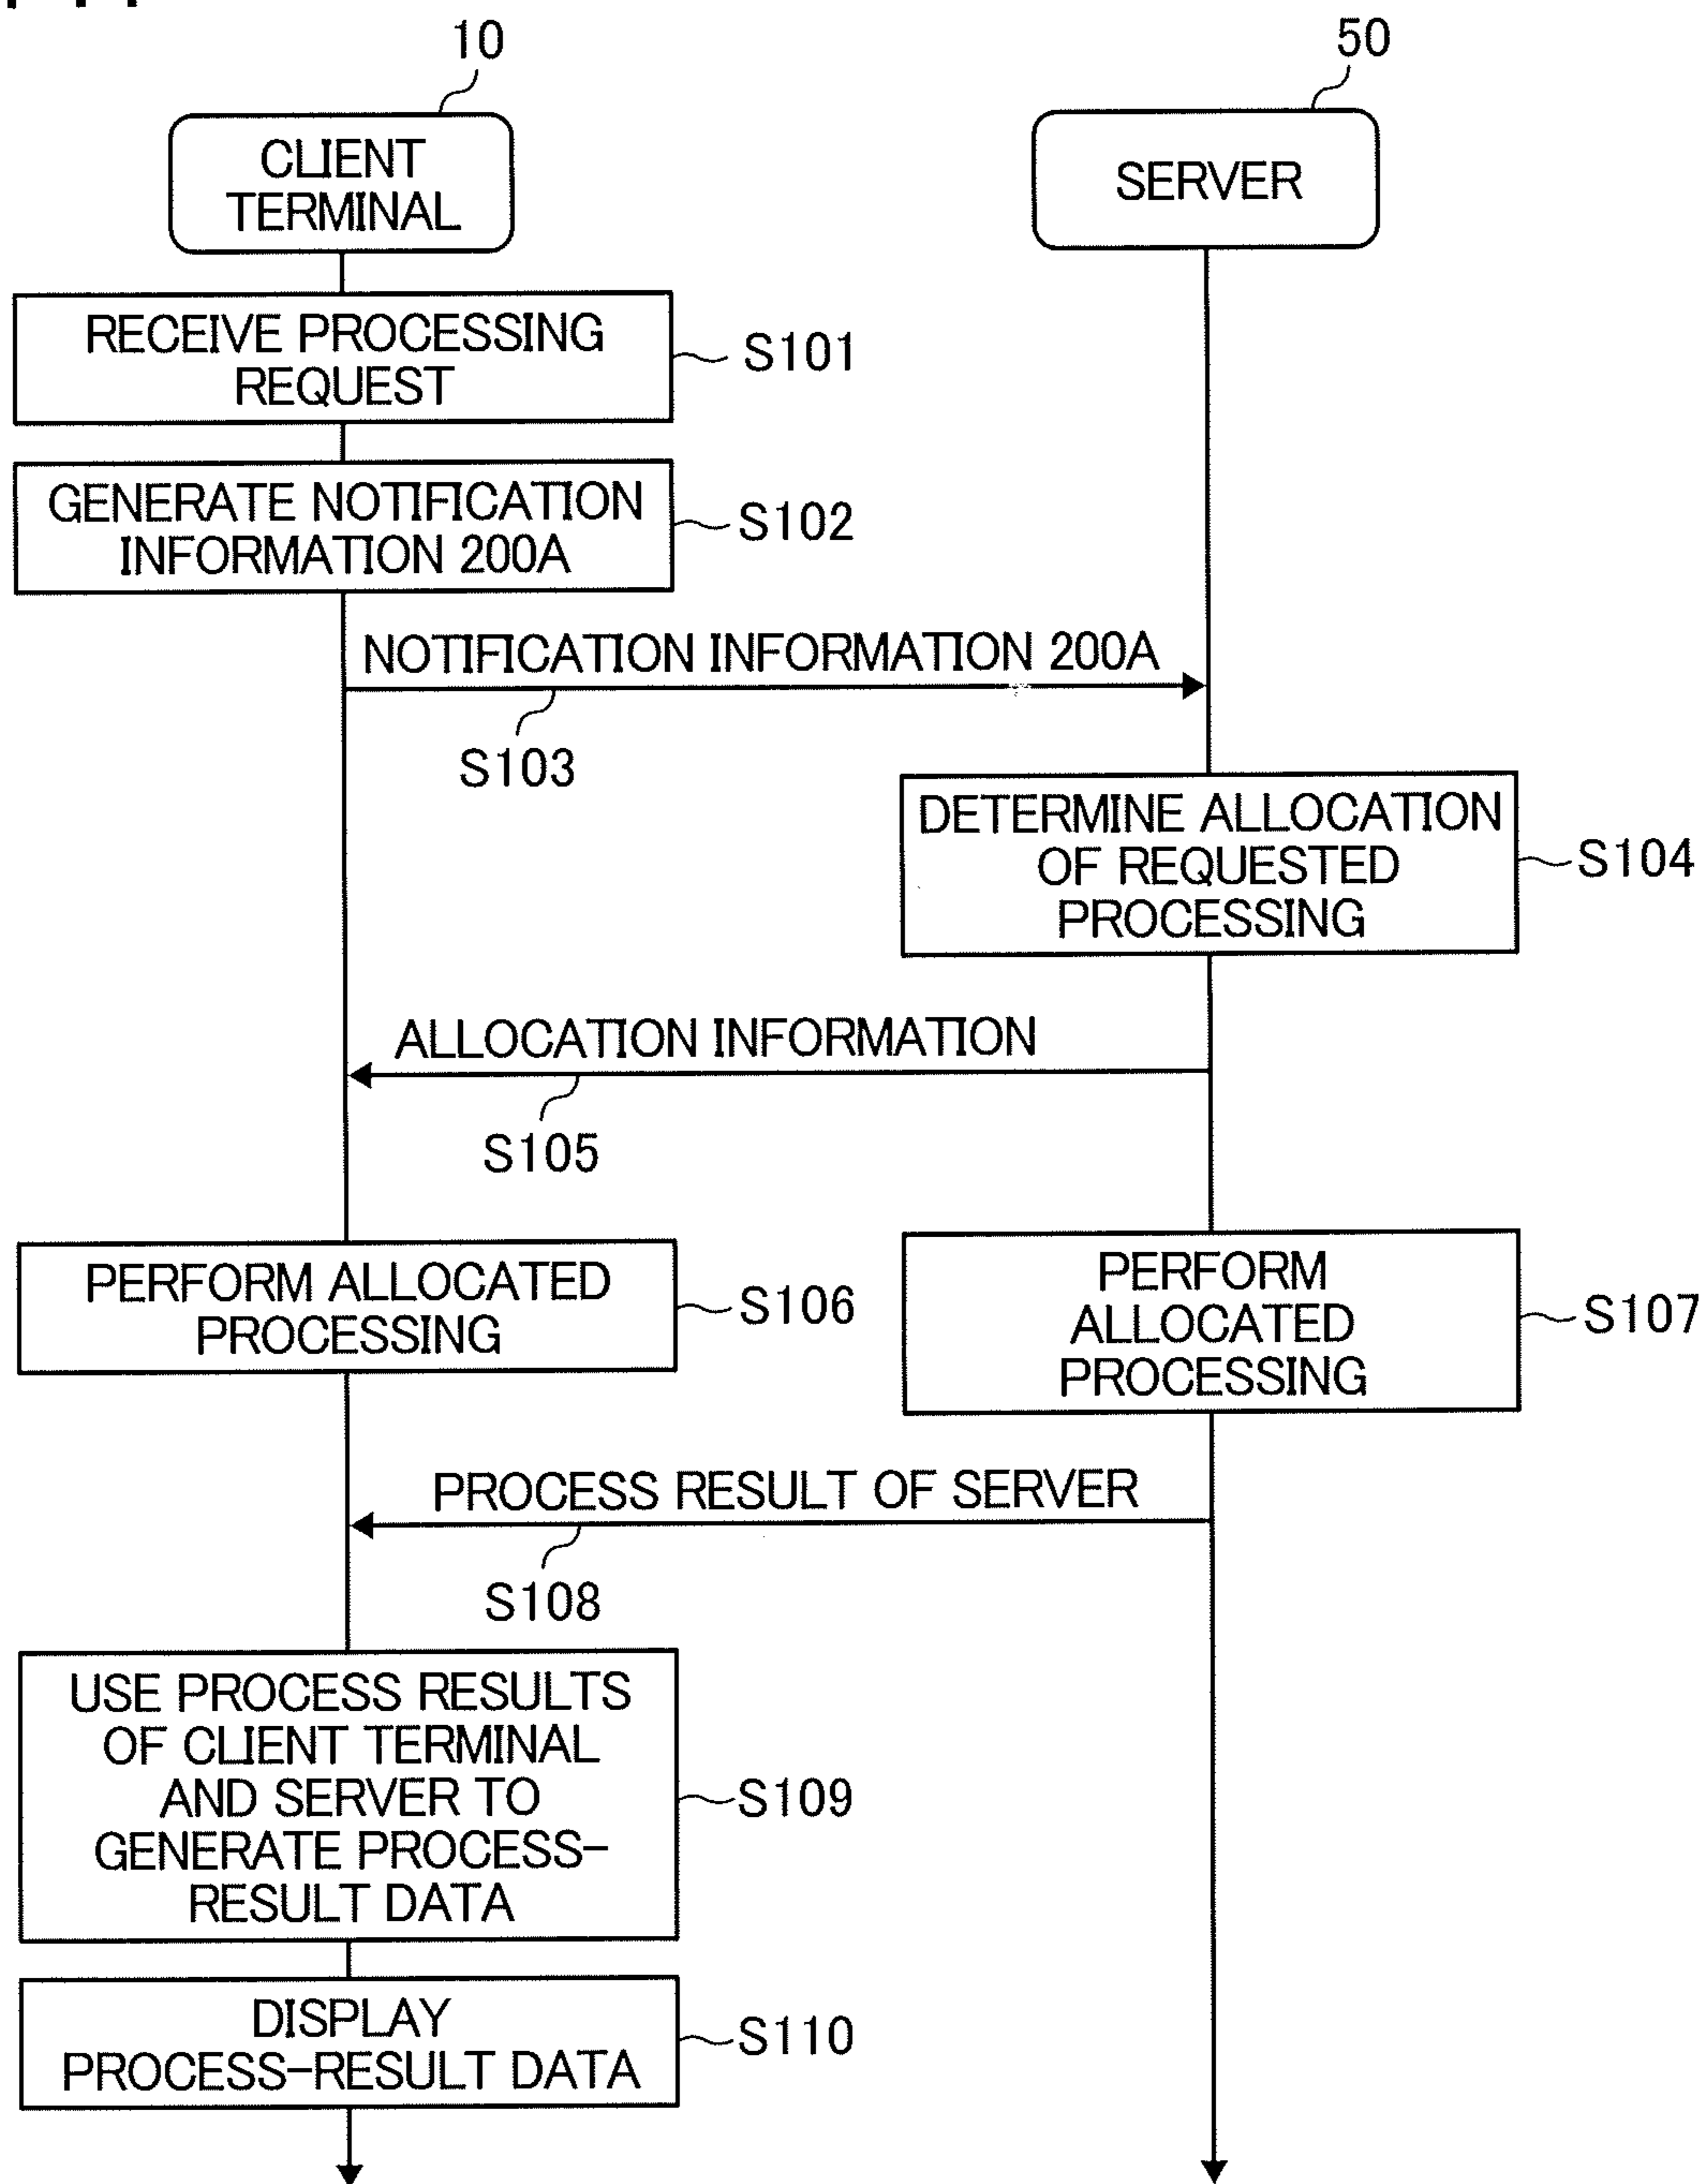 10
50
CLIENT
TERMINAL
SERVER
RECEIVE PROCESSING
REQUEST
S101
GENERATE NOTIFICATION
INFORMATION 200A
S102
NOTIFICATION INFORMATION 200A
S103
DETERMINE ALLOCATION
OF REQUESTED
PROCESSING
S104
ALLOCATION INFORMATION
S105
PERFORM ALLOCATED
PROCESSING
S106
PERFORM
ALLOCATED
PROCESSING
S107
PROCESS RESULT OF SERVER
S108
USE PROCESS RESULTS
OF CLIENT TERMINAL
AND SERVER TO
GENERATE PROCESS-
RESULT DATA
S109
DISPLAY
PROCESS-RESULT DATA
S110